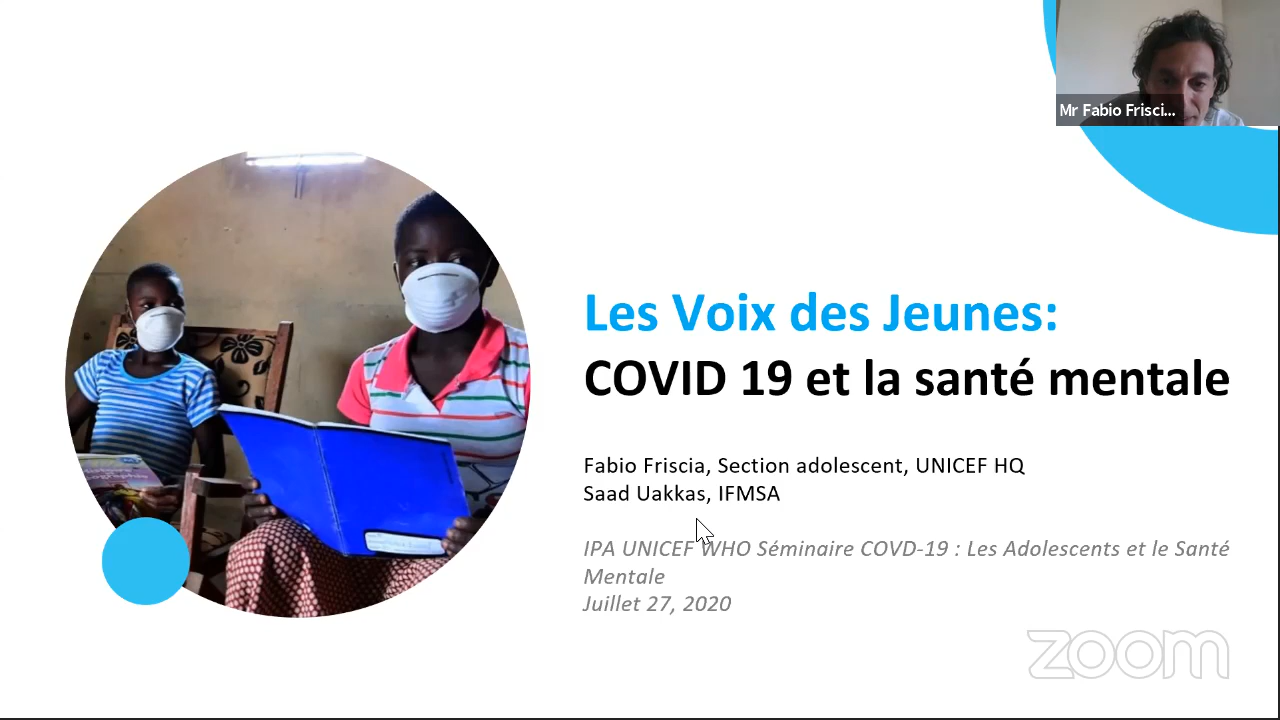 Mr Fabio Frisci...
Les Voix des Jeunes:
COVID 19 et la santé mentale
Fabio Friscia, Section adolescent, UNICEF HQ
Saad Uakkas, IFMSA
IPA UNICEF WHO Séminaire COVD-19 : Les Adolescents et le Santé
Mentale
Juillet 27, 2020
zoom